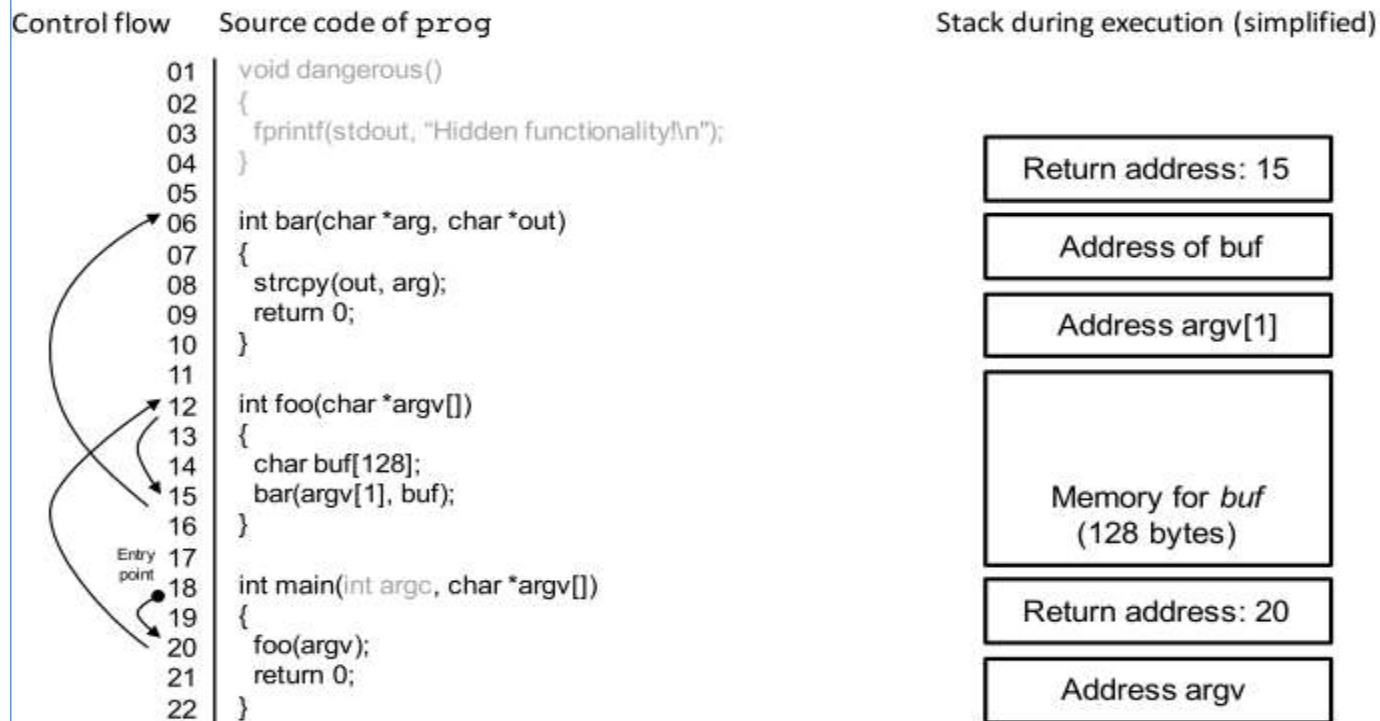 Control flow Source code of prog Stack during execution (simplified)
01 void dangerous()
02 {
03 fprintf(stdout, “Hidden functionality!\n");
04 }
05
06 int bar(char *arg, char *out)
07 {
08 strcpy(out, arg);
09 return 0;
10 }
11
12 int foo(char *argv[])
13 {
14 char buf[128];
15 bar(argv[1], buf);
16 }
17
Entry
point
18 int main(int argc, char *argv[])
19 {
20 foo(argv);
21 return 0;
22 }
Return address: 15
Address of buf
Address argv[1]
Memory for buf
(128 bytes)
Return address: 20
Address argv